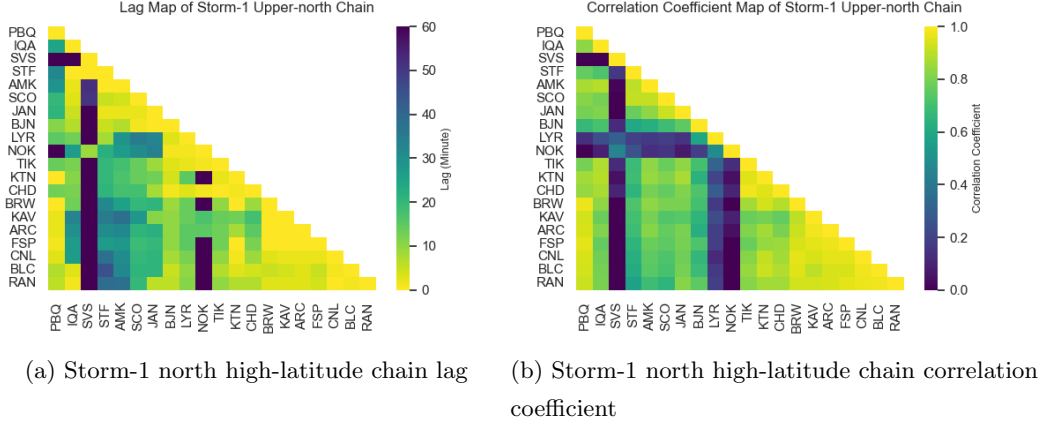 Lag Map of Storm-1 Upper-north Chain
PBQ
IQA
SVS
STF
AMK
SCO
JAN
BJN
LYR
NOK
TIK
KTN
CHD
BRW
KAV
ARC
FSP
CNL
BLC
RAN
PBQ IQA SVS STF AMK SCO JAN BJN LYR NOK TIK KTN CHD BRW KAV ARC FSP CNL BLC RAN
60
50
40
30
20
10
0
Lag (Minute)
(a) Storm-1 north high-latitude chain lag
Correlation Coefficient Map of Storm-1 Upper-north Chain
PBQ
IQA
SVS
STF
AMK
SCO
JAN
BJN
LYR
NOK
TIK
KTN
CHD
BRW
KAV
ARC
FSP
CNL
BLC
RAN
PBQ IQA SVS STF AMK SCO JAN BJN LYR NOK TIK KTN CHD BRW KAV ARC FSP CNL BLC RAN
1.0
0.8
0.6
0.4
0.2
0.0
Correlation Coefficient
(b) Storm-1 north high-latitude chain correlation
coefficient